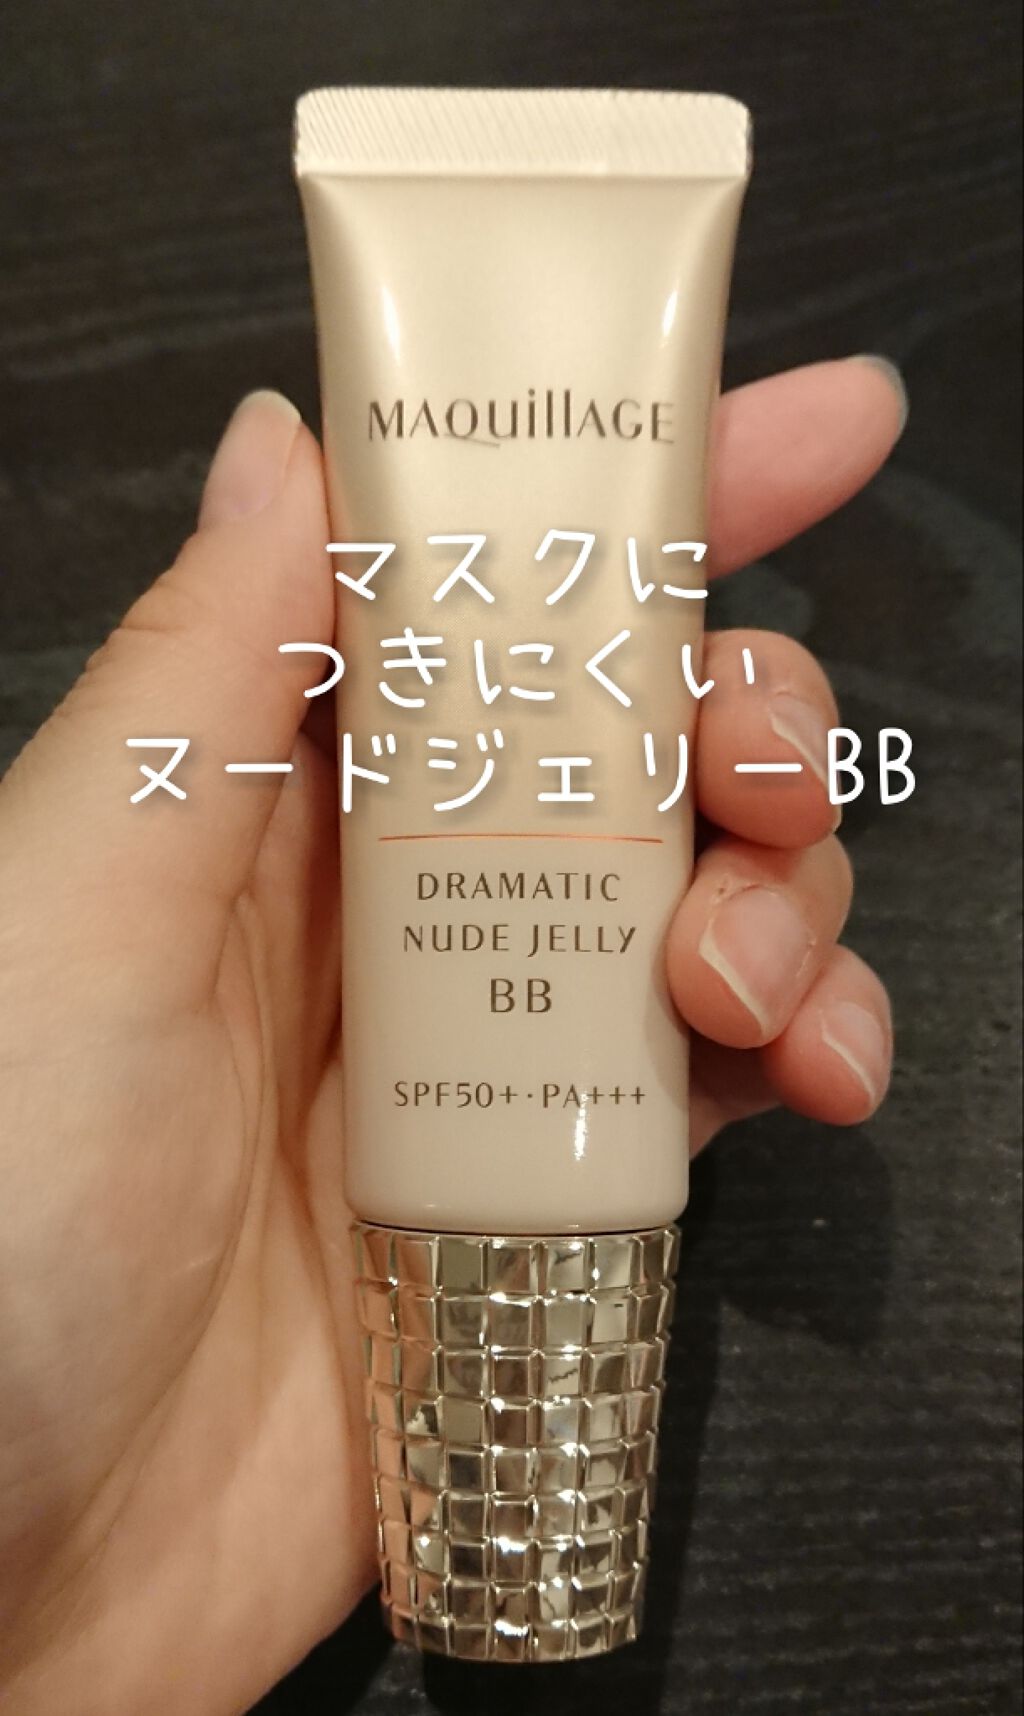 MAQuillAGE
マスクに
つきにくい
ヌードジェリーBB
DRAMATIC
NUDE JELLY
BB
SPF50+・PA+++